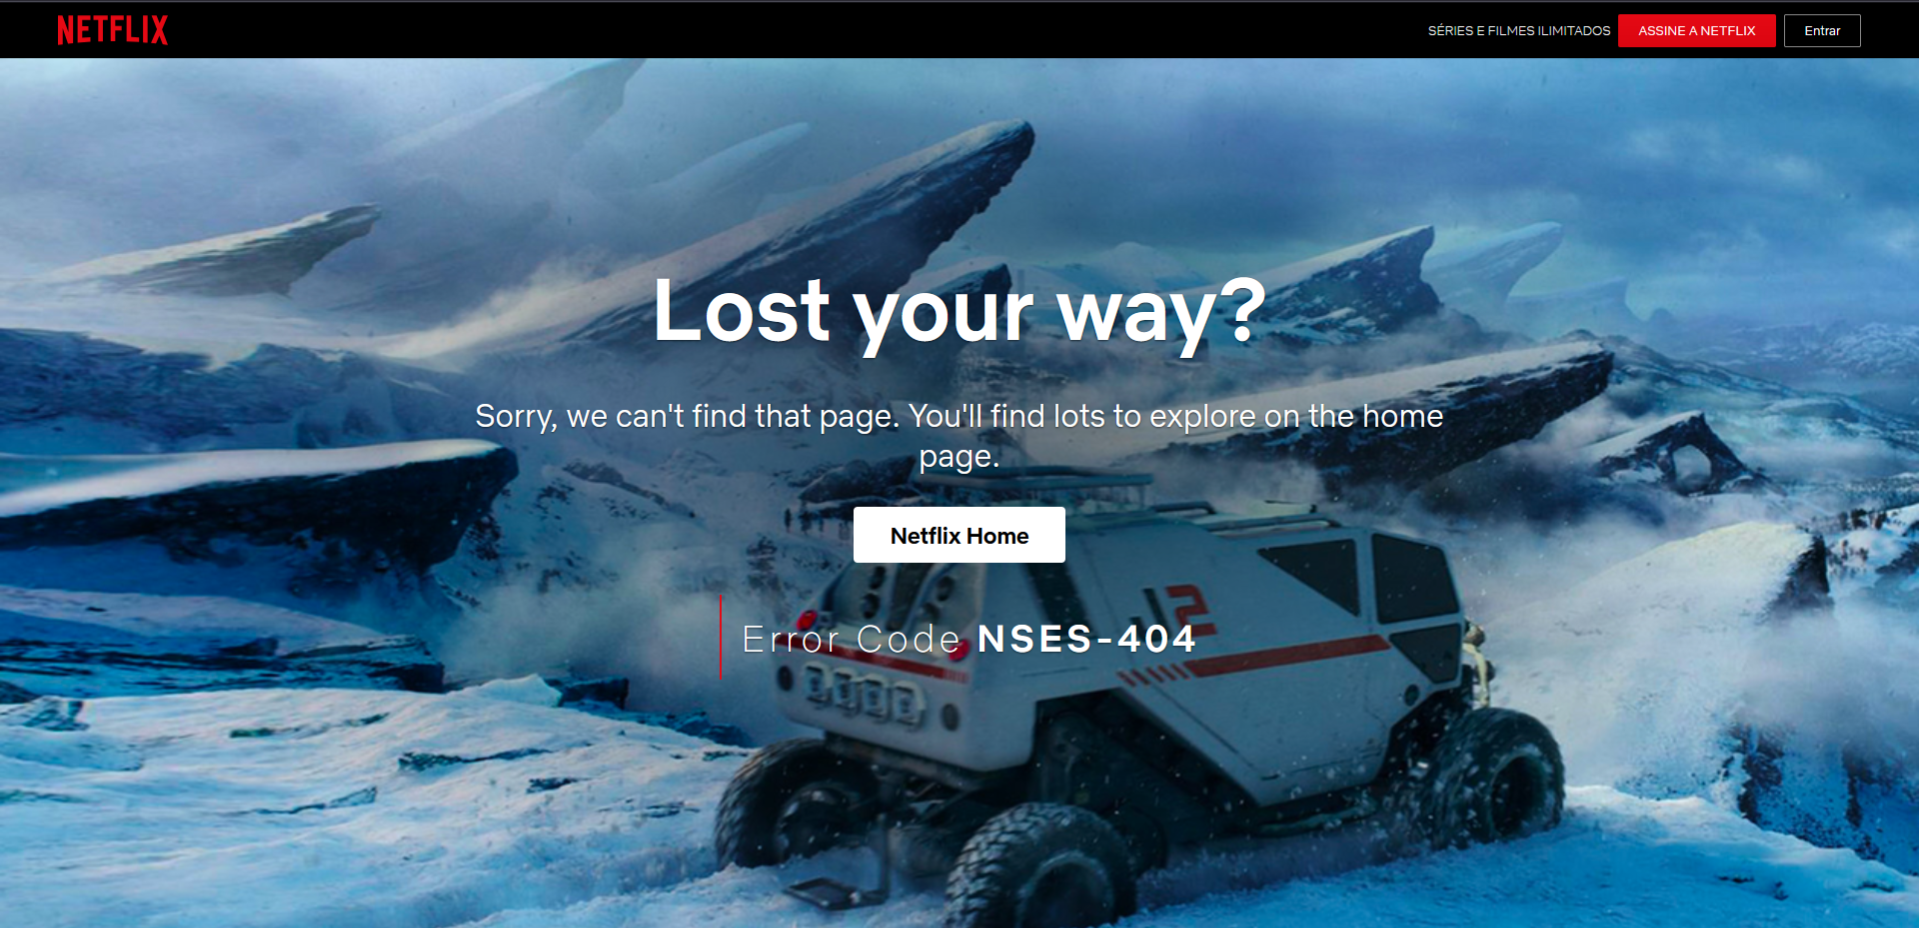 NETFLIX
SÉRIES E FILMES ILIMITADOS
ASSINE A NETFLIX
Entrar
Lost your way?
Sorry, we can't find that page. You'll find lots to explore on the home
page.
Netflix Home
Error Code NSES-404
J2